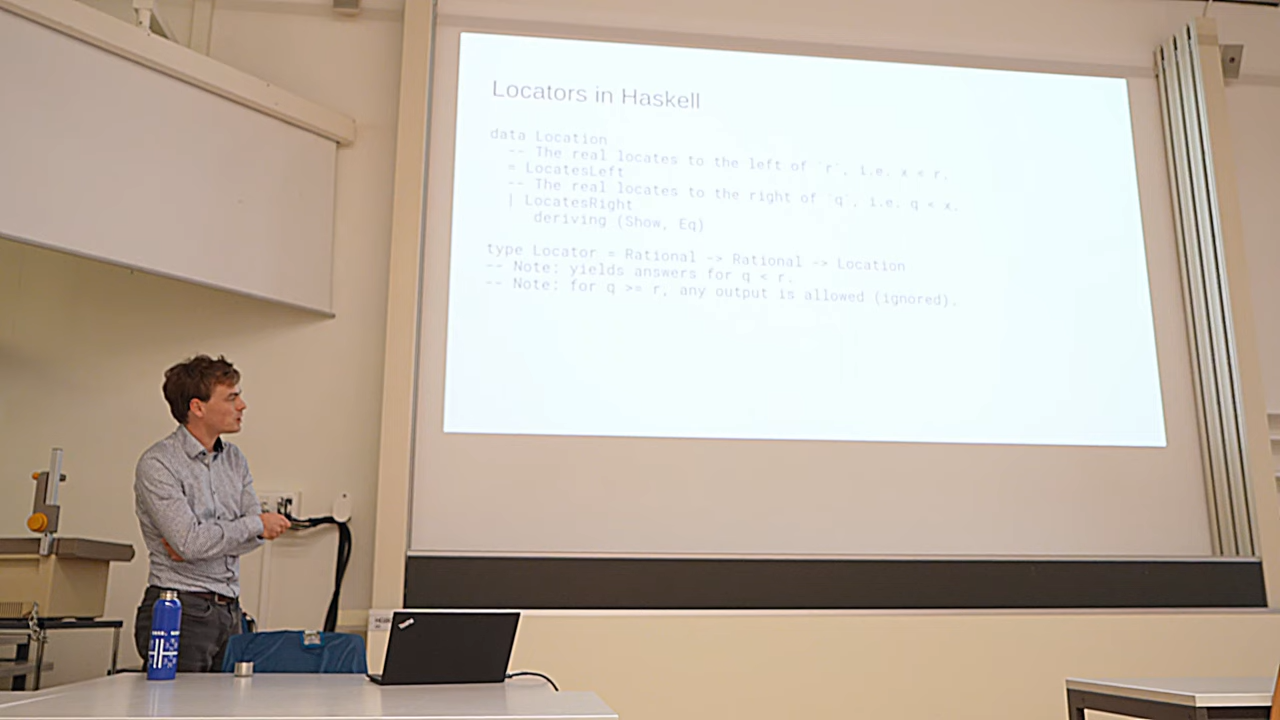 Locators in Haskell
data Location
-- The real locates to the left of `r`, i.e. x < r.
= LocatesLeft
-- The real locates to the right of `q`, i.e. q < x.
| LocatesRight
deriving (Show, Eq)
type Locator = Rational -> Rational -> Location
-- Note: yields answers for q < r.
-- Note: for q >= r, any output is allowed (ignored).